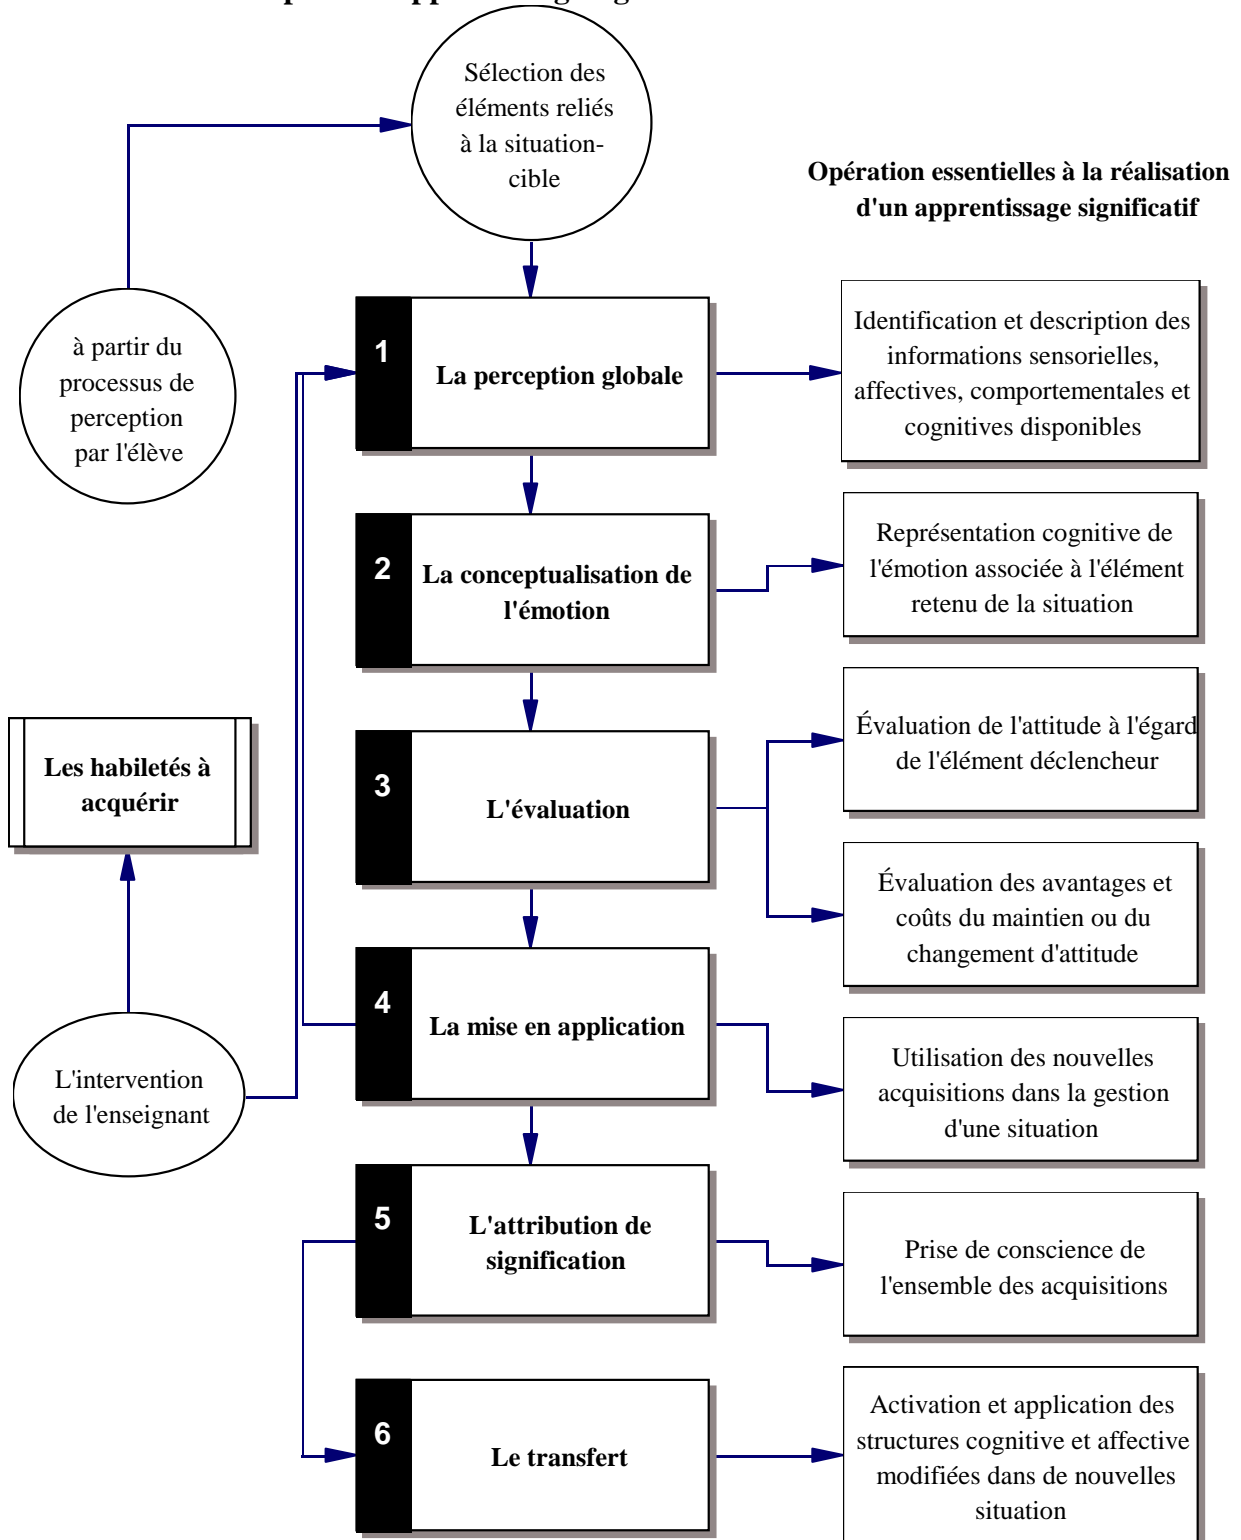 Sélection des
éléments reliés
à la situation-
cible
Opération essentielles à la réalisation
d'un apprentissage significatif
à partir du
processus de
perception
par l'élève
1
La perception globale
Identification et description des
informations sensorielles,
affectives, comportementales et
cognitives disponibles
2
La conceptualisation de
l'émotion
Représentation cognitive de
l'émotion associée à l'élément
retenu de la situation
Les habiletés à
acquérir
3
L'évaluation
Évaluation de l'attitude à l'égard
de l'élément déclencheur
Évaluation des avantages et
coûts du maintien ou du
changement d'attitude
4
La mise en application
L'intervention
de l'enseignant
Utilisation des nouvelles
acquisitions dans la gestion
d'une situation
5
L'attribution de
signification
Prise de conscience de
l'ensemble des acquisitions
6
Le transfert
Activation et application des
structures cognitive et affective
modifiées dans de nouvelles
situation